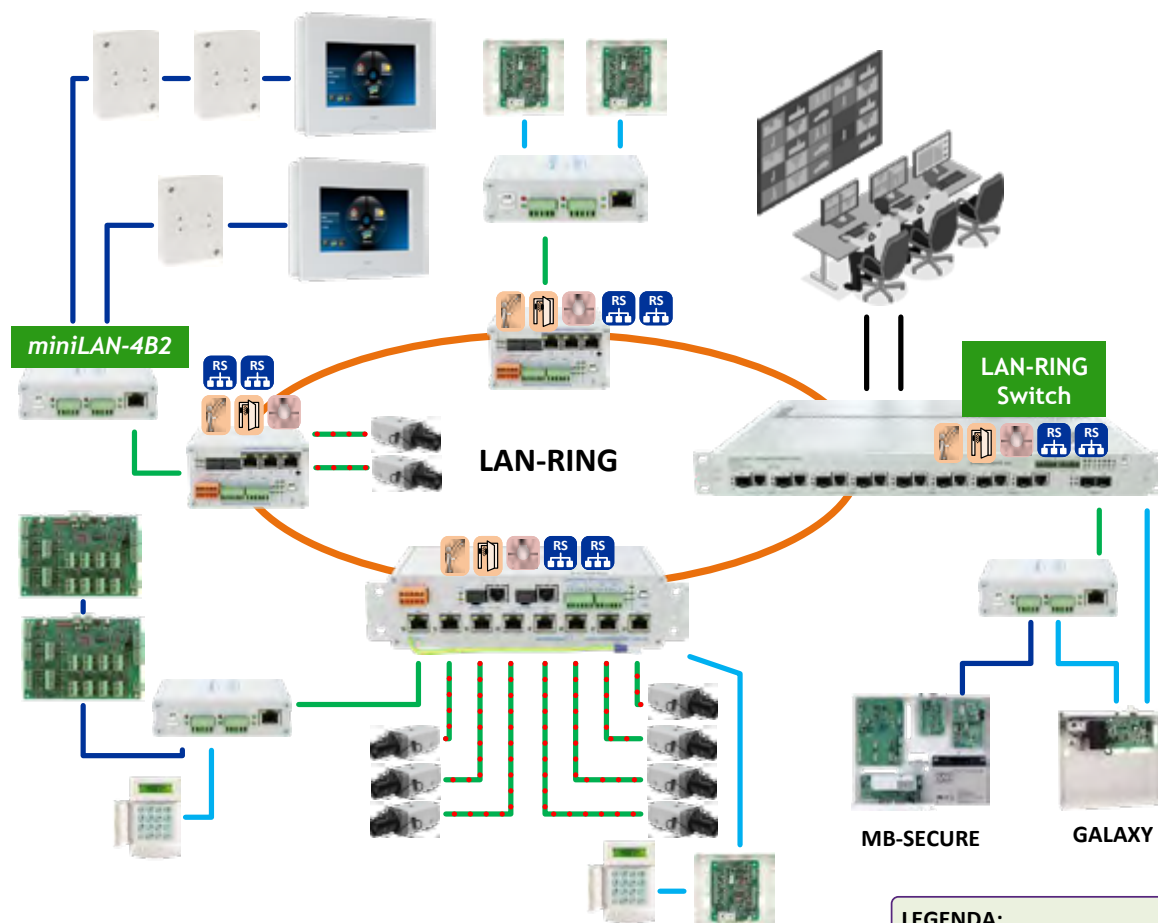 RS RS
miniLAN-4B2
RS RS
LAN-RING
Switch
RS RS
LAN-RING
RS RS
MB-SECURE
GALAXY
LEGENDA: